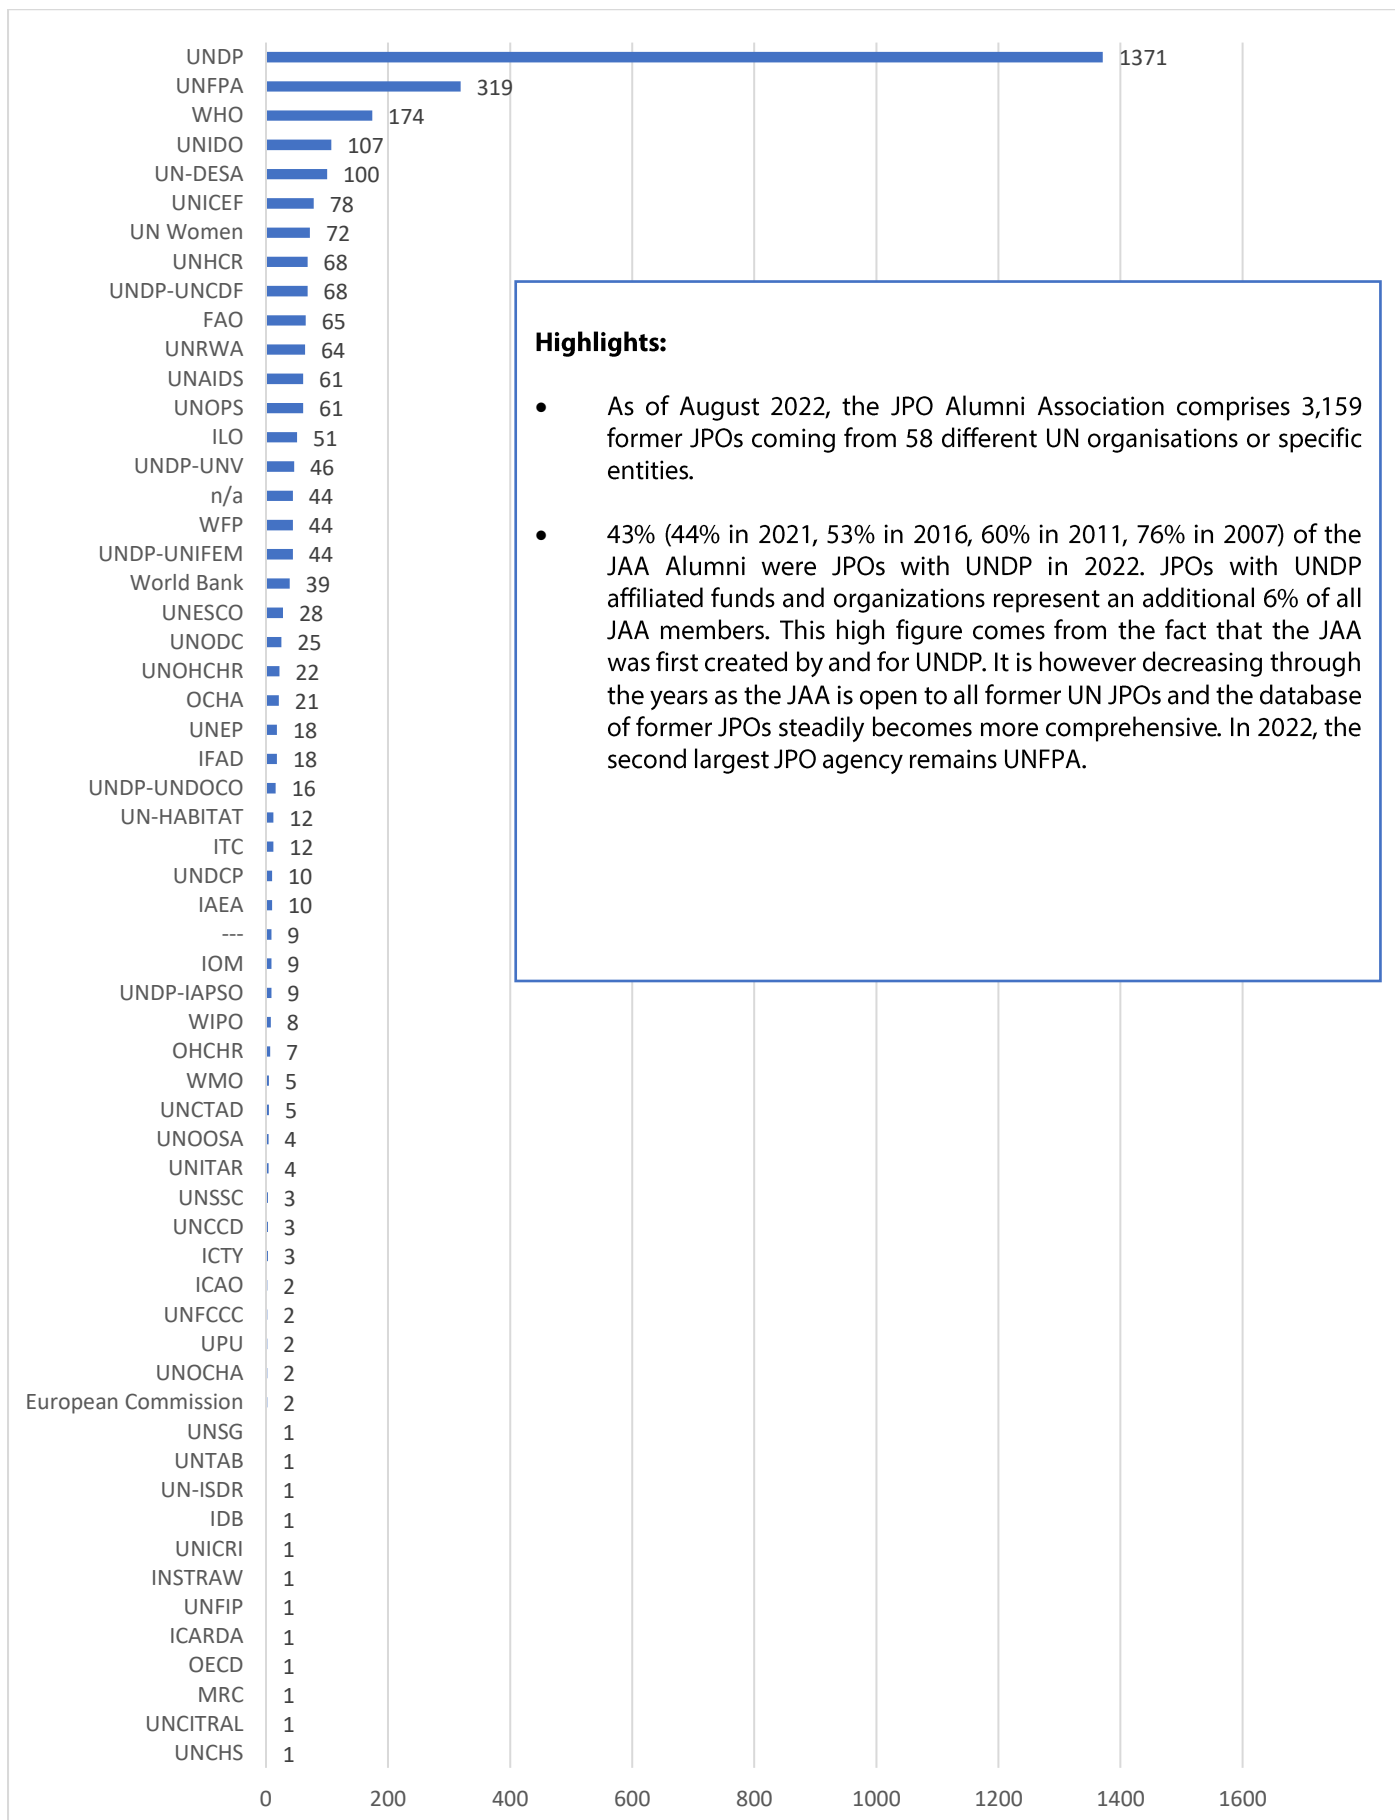 UNDP 1371
UNFPA 319
WHO 174
UNIDO 107
UN-DESA 100
UNICEF 78
UN Women 72
UNHCR 68
UNDP-UNCDF 68
FAO 65
UNRWA 64
UNAIDS 61
UNOPS 61
ILO 51
UNDP-UNV 46
n/a 44
WFP 44
UNDP-UNIFEM 44
World Bank 39
UNESCO 28
UNODC 25
UNOHCHR 22
OCHA 21
UNEP 18
IFAD 18
UNDP-UNDOCO 16
UN-HABITAT 12
ITC 12
UNDCP 10
IAEA 10
--- 9
IOM 9
UNDP-IAPSO 9
WIPO 8
OHCHR 7
WMO 5
UNCTAD 5
UNOOSA 4
UNITAR 4
UNSSC 3
UNCCD 3
ICTY 3
ICAO 2
UNFCCC 2
UPU 2
UNOCHA 2
European Commission 2
UNSG 1
UNTAB 1
UN-ISDR 1
IDB 1
UNICRI 1
INSTRAW 1
UNFIP 1
ICARDA 1
OECD 1
MRC 1
UNCITRAL 1
UNCHS 1
0 200 400 600 800 1000 1200 1400 1600
Highlights:
• As of August 2022, the JPO Alumni Association comprises 3,159
former JPOs coming from 58 different UN organisations or specific
entities.
• 43% (44% in 2021, 53% in 2016, 60% in 2011, 76% in 2007) of the
JAA Alumni were JPOs with UNDP in 2022. JPOs with UNDP
affiliated funds and organizations represent an additional 6% of all
JAA members. This high figure comes from the fact that the JAA
was first created by and for UNDP. It is however decreasing through
the years as the JAA is open to all former UN JPOs and the database
of former JPOs steadily becomes more comprehensive. In 2022, the
second largest JPO agency remains UNFPA.